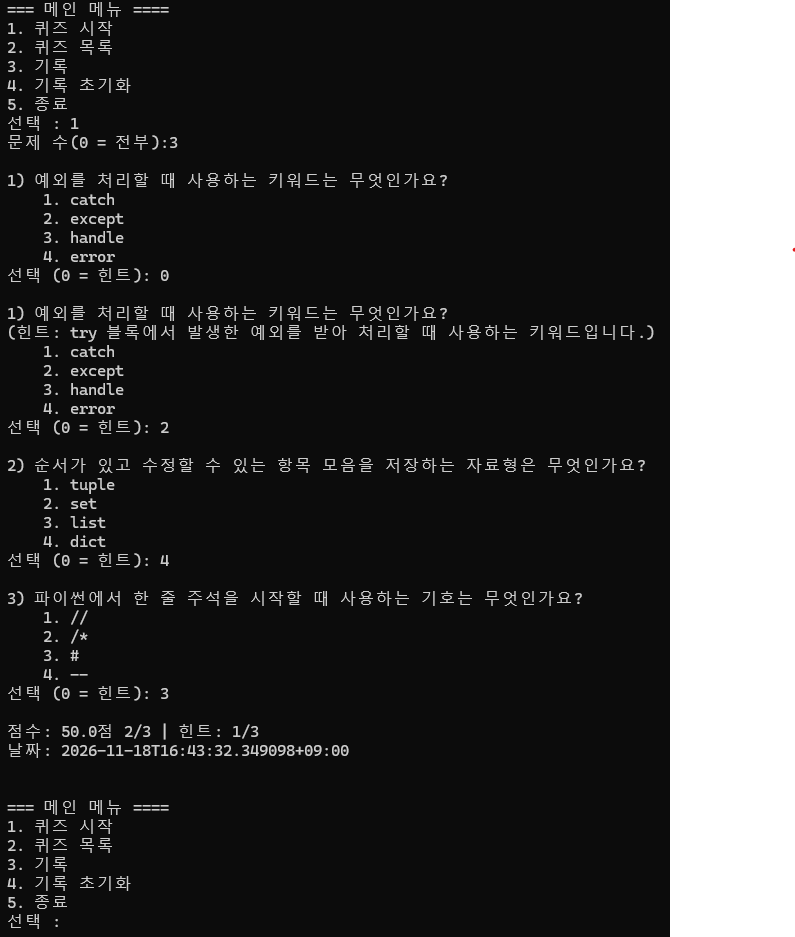 === 메인 메뉴 ====
1. 퀴즈 시작
2. 퀴즈 목록
3. 기록
4. 기록 초기화
5. 종료
선택 : 1
문제 수(0 = 전부):3
1) 예외를 처리할 때 사용하는 키워드는 무엇인가요?
1. catch
2. except
3. handle
4. error
선택 (0 = 힌트): 0
1) 예외를 처리할 때 사용하는 키워드는 무엇인가요?
(힌트: try 블록에서 발생한 예외를 받아 처리할 때 사용하는 키워드입니다.)
1. catch
2. except
3. handle
4. error
선택 (0 = 힌트): 2
2) 순서가 있고 수정할 수 있는 항목 모음을 저장하는 자료형은 무엇인가요?
1. tuple
2. set
3. list
4. dict
선택 (0 = 힌트): 4
3) 파이썬에서 한 줄 주석을 시작할 때 사용하는 기호는 무엇인가요?
1. //
2. /*
3. #
4. --
선택 (0 = 힌트): 3
점수: 50.0점 2/3 | 힌트: 1/3
날짜: 2026-11-18T16:43:32.349098+09:00
=== 메인 메뉴 ====
1. 퀴즈 시작
2. 퀴즈 목록
3. 기록
4. 기록 초기화
5. 종료
선택 :